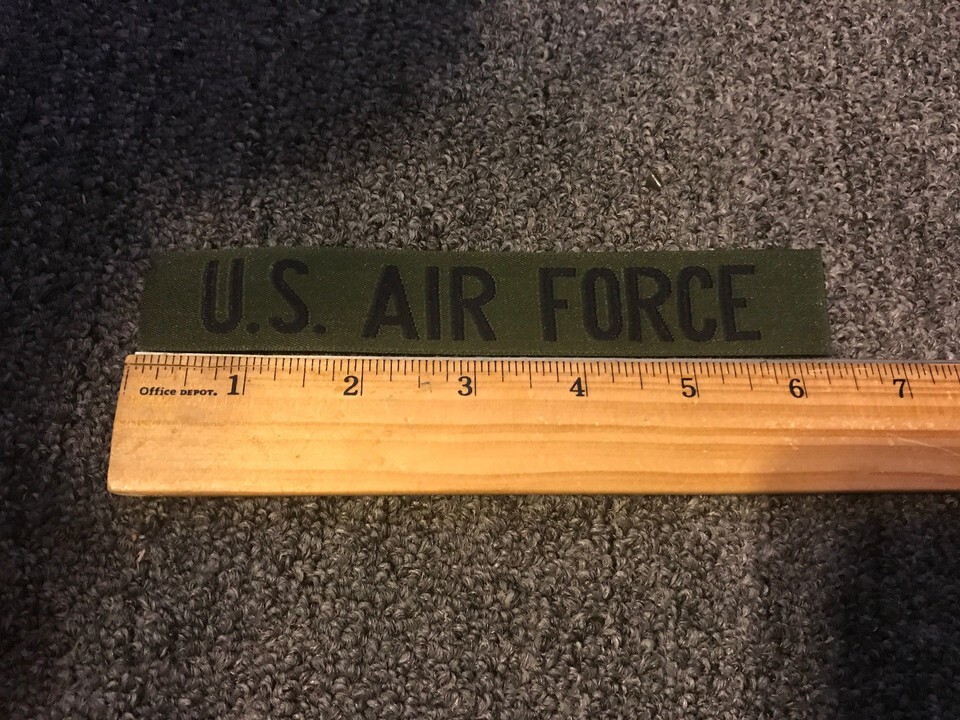 U.S. AIR FORCE
Office DEPOT. 1 2 3 4 5 6 7